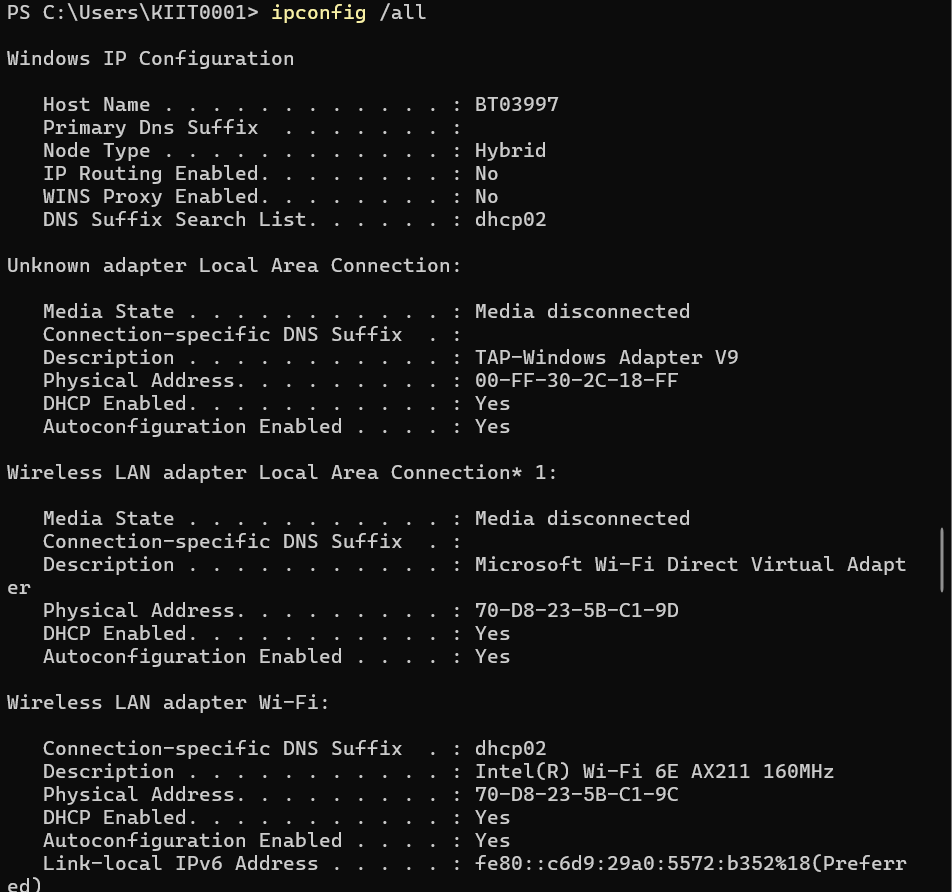 PS C:\Users\KIIT0001> ipconfig /all
Windows IP Configuration
Host Name . . . . . . . . . . . . : BT03997
Primary Dns Suffix  . . . . . . . :
Node Type . . . . . . . . . . . . : Hybrid
IP Routing Enabled. . . . . . . . : No
WINS Proxy Enabled. . . . . . . . : No
DNS Suffix Search List. . . . . . : dhcp02
Unknown adapter Local Area Connection:
Media State . . . . . . . . . . . : Media disconnected
Connection-specific DNS Suffix  . :
Description . . . . . . . . . . . : TAP-Windows Adapter V9
Physical Address. . . . . . . . . : 00-FF-30-2C-18-FF
DHCP Enabled. . . . . . . . . . . : Yes
Autoconfiguration Enabled . . . . : Yes
Wireless LAN adapter Local Area Connection* 1:
Media State . . . . . . . . . . . : Media disconnected
Connection-specific DNS Suffix  . :
Description . . . . . . . . . . . : Microsoft Wi-Fi Direct Virtual Adapt
er
Physical Address. . . . . . . . . : 70-D8-23-5B-C1-9D
DHCP Enabled. . . . . . . . . . . : Yes
Autoconfiguration Enabled . . . . : Yes
Wireless LAN adapter Wi-Fi:
Connection-specific DNS Suffix  . : dhcp02
Description . . . . . . . . . . . : Intel(R) Wi-Fi 6E AX211 160MHz
Physical Address. . . . . . . . . : 70-D8-23-5B-C1-9C
DHCP Enabled. . . . . . . . . . . : Yes
Autoconfiguration Enabled . . . . : Yes
Link-local IPv6 Address . . . . . : fe80::c6d9:29a0:5572:b352%18(Preferr
ed)